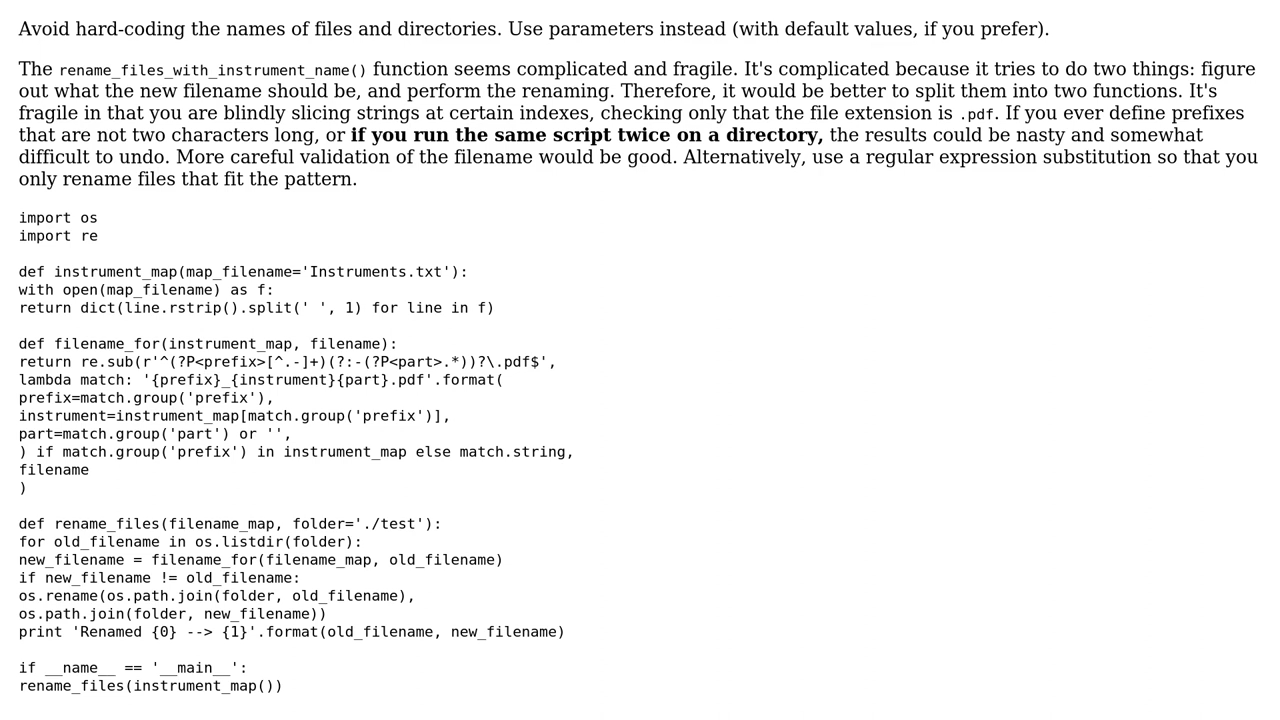 Avoid hard-coding the names of files and directories. Use parameters instead (with default values, if you prefer).
The rename_files_with_instrument_name() function seems complicated and fragile. It's complicated because it tries to do two things: figure
out what the new filename should be, and perform the renaming. Therefore, it would be better to split them into two functions. It's
fragile in that you are blindly slicing strings at certain indexes, checking only that the file extension is .pdf. If you ever define prefixes
that are not two characters long, or if you run the same script twice on a directory, the results could be nasty and somewhat
difficult to undo. More careful validation of the filename would be good. Alternatively, use a regular expression substitution so that you
only rename files that fit the pattern.
import os
import re
def instrument_map(map_filename='Instruments.txt'):
with open(map_filename) as f:
return dict(line.rstrip().split(' ', 1) for line in f)
def filename_for(instrument_map, filename):
return re.sub(r'^(?P<prefix>[^.-]+)(?:-(?P<part>.*))?\.pdf$',
lambda match: '{prefix}_{instrument}{part}.pdf'.format(
prefix=match.group('prefix'),
instrument=instrument_map[match.group('prefix')],
part=match.group('part') or '',
) if match.group('prefix') in instrument_map else match.string,
filename
)
def rename_files(filename_map, folder='./test'):
for old_filename in os.listdir(folder):
new_filename = filename_for(filename_map, old_filename)
if new_filename != old_filename:
os.rename(os.path.join(folder, old_filename),
os.path.join(folder, new_filename))
print 'Renamed {0} --> {1}'.format(old_filename, new_filename)
if __name__ == '__main__':
rename_files(instrument_map())